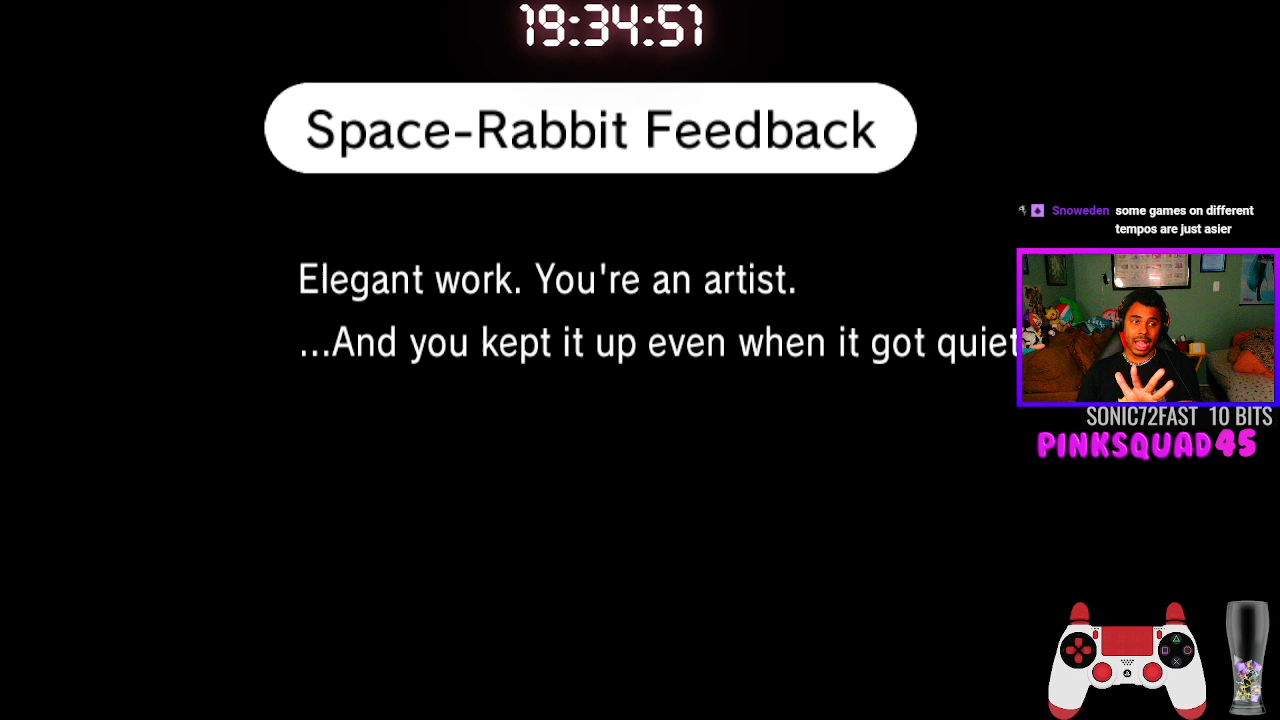 19:34:51
Space-Rabbit Feedback
Elegant work. You're an artist.
...And you kept it up even when it got quiet
Snoweden some games on different
tempos are just asier
SONIC72FAST 10 BITS
PINKSQUAD45